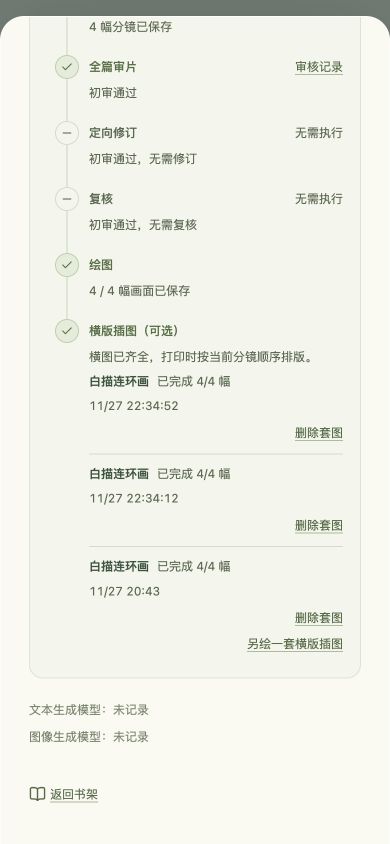 4 幅分镜已保存
全篇审片 审核记录
初审通过
定向修订 无需执行
初审通过，无需修订
复核 无需执行
初审通过，无需复核
绘图
4 / 4 幅画面已保存
横版插图（可选）
横图已齐全，打印时按当前分镜顺序排版。
白描连环画 已完成 4/4 幅
11/27 22:34:52
删除套图
白描连环画 已完成 4/4 幅
11/27 22:34:12
删除套图
白描连环画 已完成 4/4 幅
11/27 20:43
删除套图
另绘一套横版插图
文本生成模型：未记录
图像生成模型：未记录
返回书架